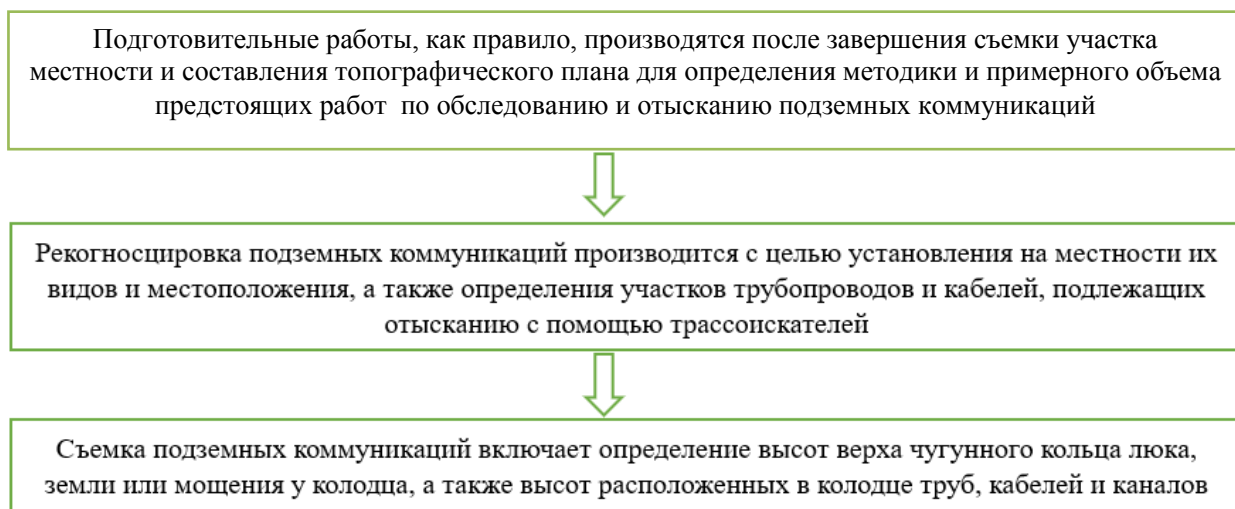 Подготовительные работы, как правило, производятся после завершения съемки участка
местности и составления топографического плана для определения методики и примерного объема
предстоящих работ по обследованию и отысканию подземных коммуникаций
Рекогносцировка подземных коммуникаций производится с целью установления на местности их
видов и местоположения, а также определения участков трубопроводов и кабелей, подлежащих
отысканию с помощью трассоискателей
Съемка подземных коммуникаций включает определение высот верха чугунного кольца люка,
земли или мощения у колодца, а также высот расположенных в колодце труб, кабелей и каналов